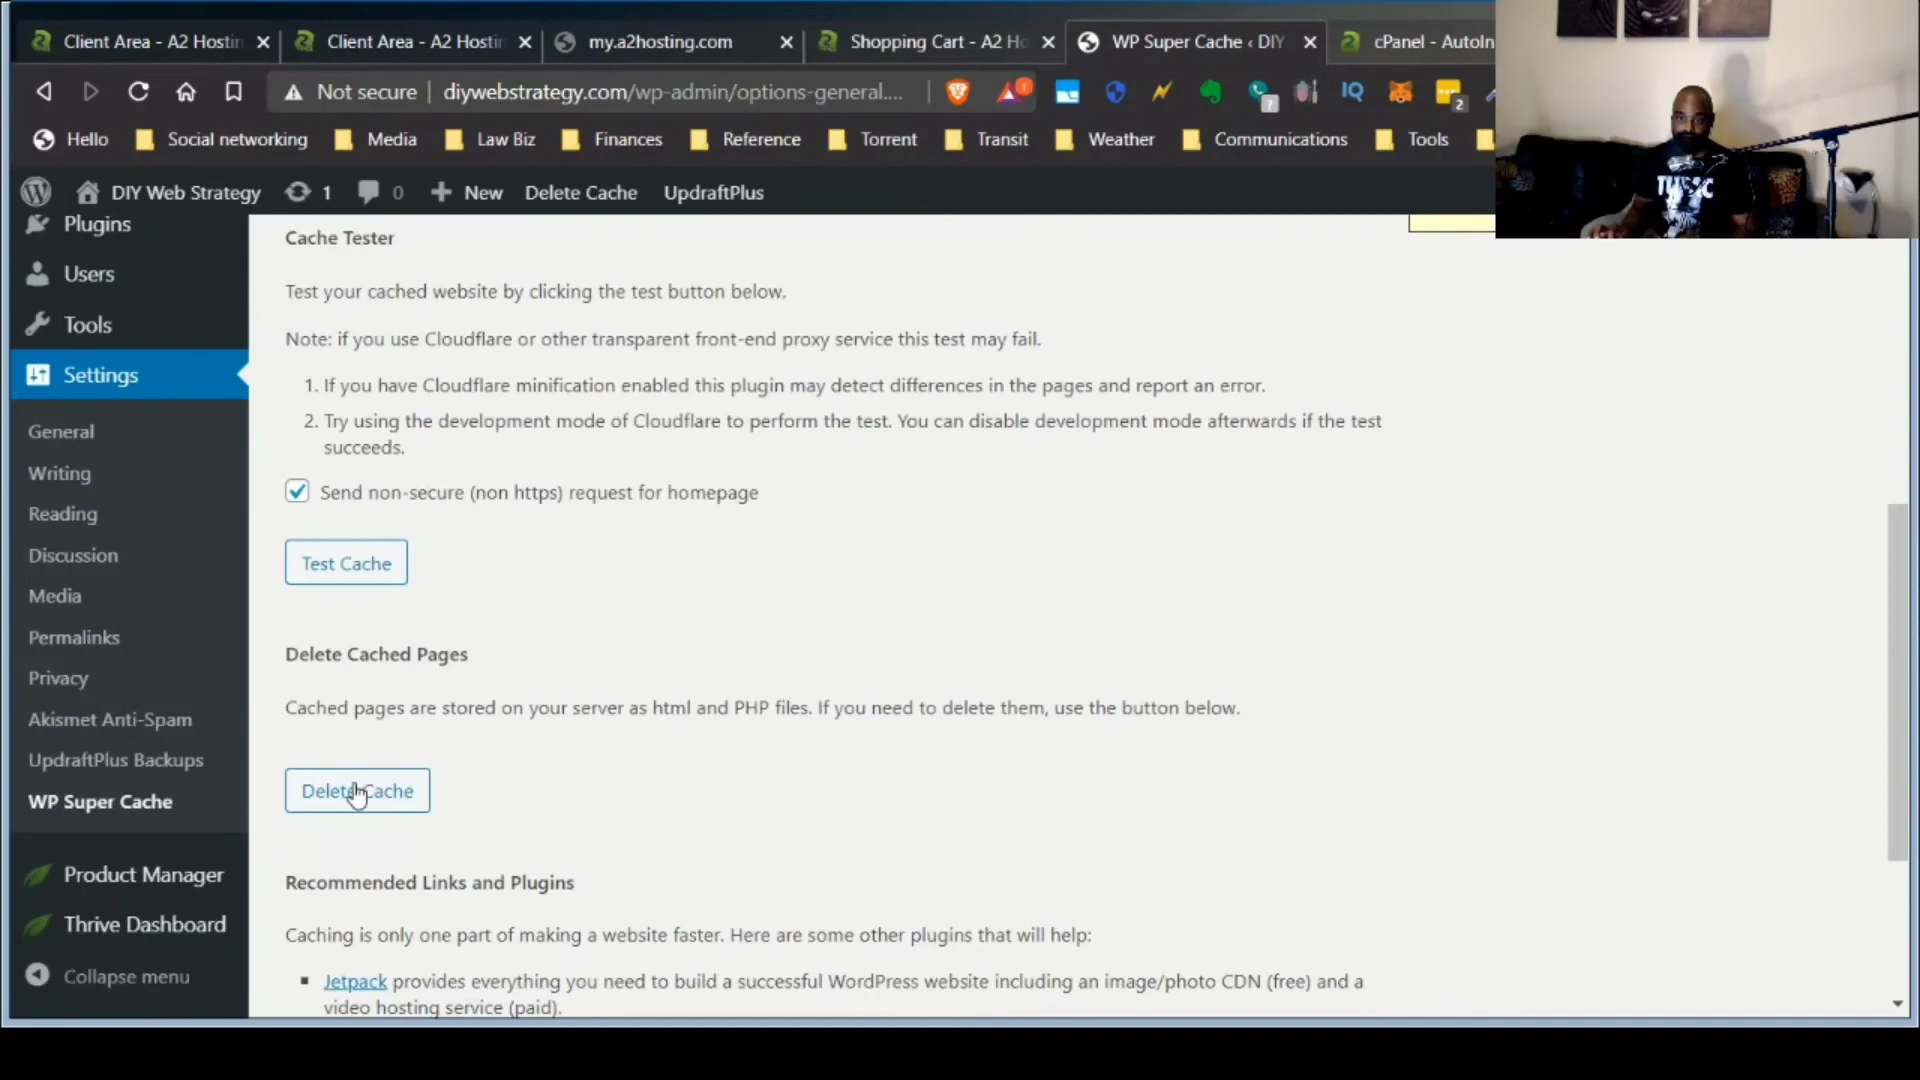 Client Area - A2 Hostin
Client Area - A2 Hostin
my.a2hosting.com
Shopping Cart - A2 Ho
WP Super Cache ‹ DIY
cPanel - AutoIn
Not secure
diywebstrategy.com/wp-admin/options-general....
1
?
IQ
2
Hello
Social networking
Media
Law Biz
Finances
Reference
Torrent
Transit
Weather
Communications
Tools
DIY Web Strategy
1
0
New
Delete Cache
UpdraftPlus
Plugins
Users
Tools
Settings
General
Writing
Reading
Discussion
Media
Permalinks
Privacy
Akismet Anti-Spam
UpdraftPlus Backups
WP Super Cache
Product Manager
Thrive Dashboard
Collapse menu
Cache Tester
Test your cached website by clicking the test button below.
Note: if you use Cloudflare or other transparent front-end proxy service this test may fail.
1. If you have Cloudflare minification enabled this plugin may detect differences in the pages and report an error.
2. Try using the development mode of Cloudflare to perform the test. You can disable development mode afterwards if the test
succeeds.
Send non-secure (non https) request for homepage
Test Cache
Delete Cached Pages
Cached pages are stored on your server as html and PHP files. If you need to delete them, use the button below.
Delete Cache
Recommended Links and Plugins
Caching is only one part of making a website faster. Here are some other plugins that will help:
Jetpack provides everything you need to build a successful WordPress website including an image/photo CDN (free) and a
video hosting service (paid).